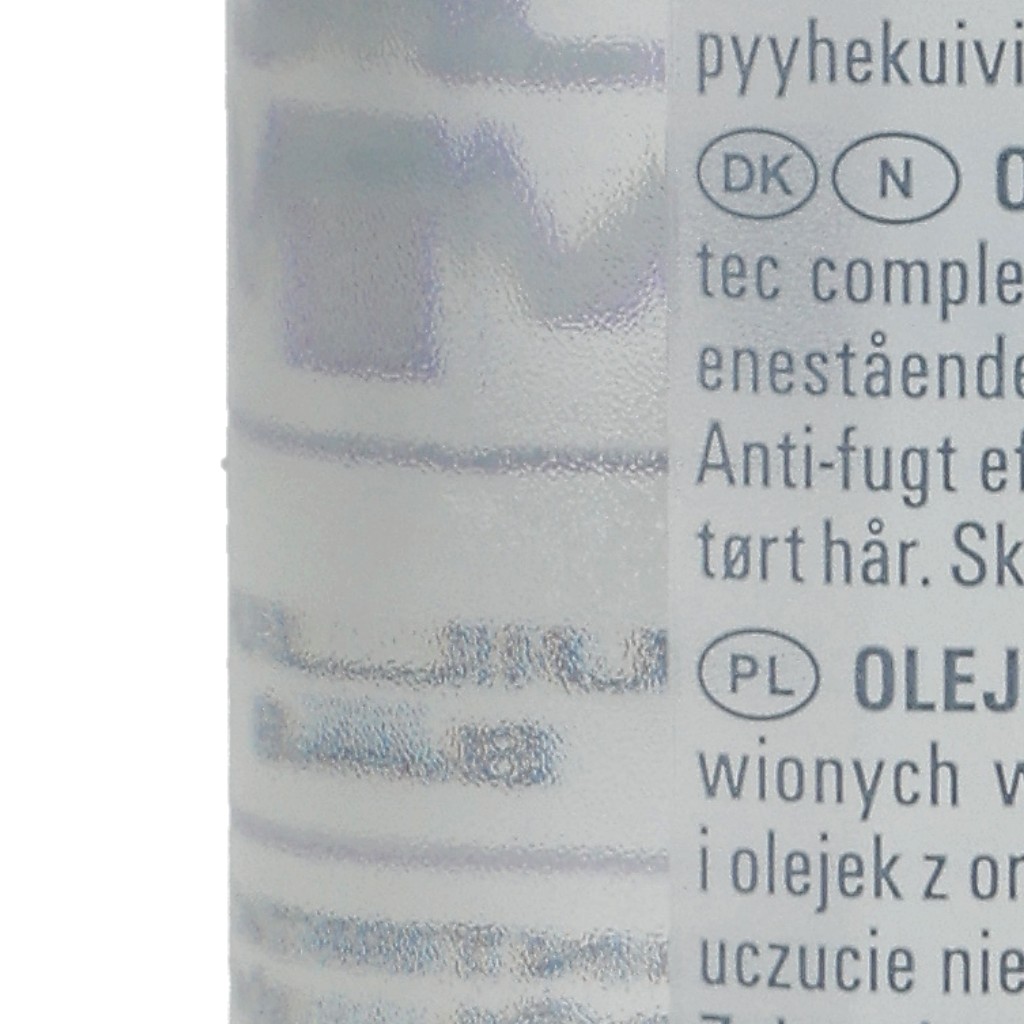 pyyhekuivi
DK N O
tec comple
enestående
Anti-fugt ef
tørt hår. Sk
PL OLEJ
wionych w
i olejek z or
uczucie nie